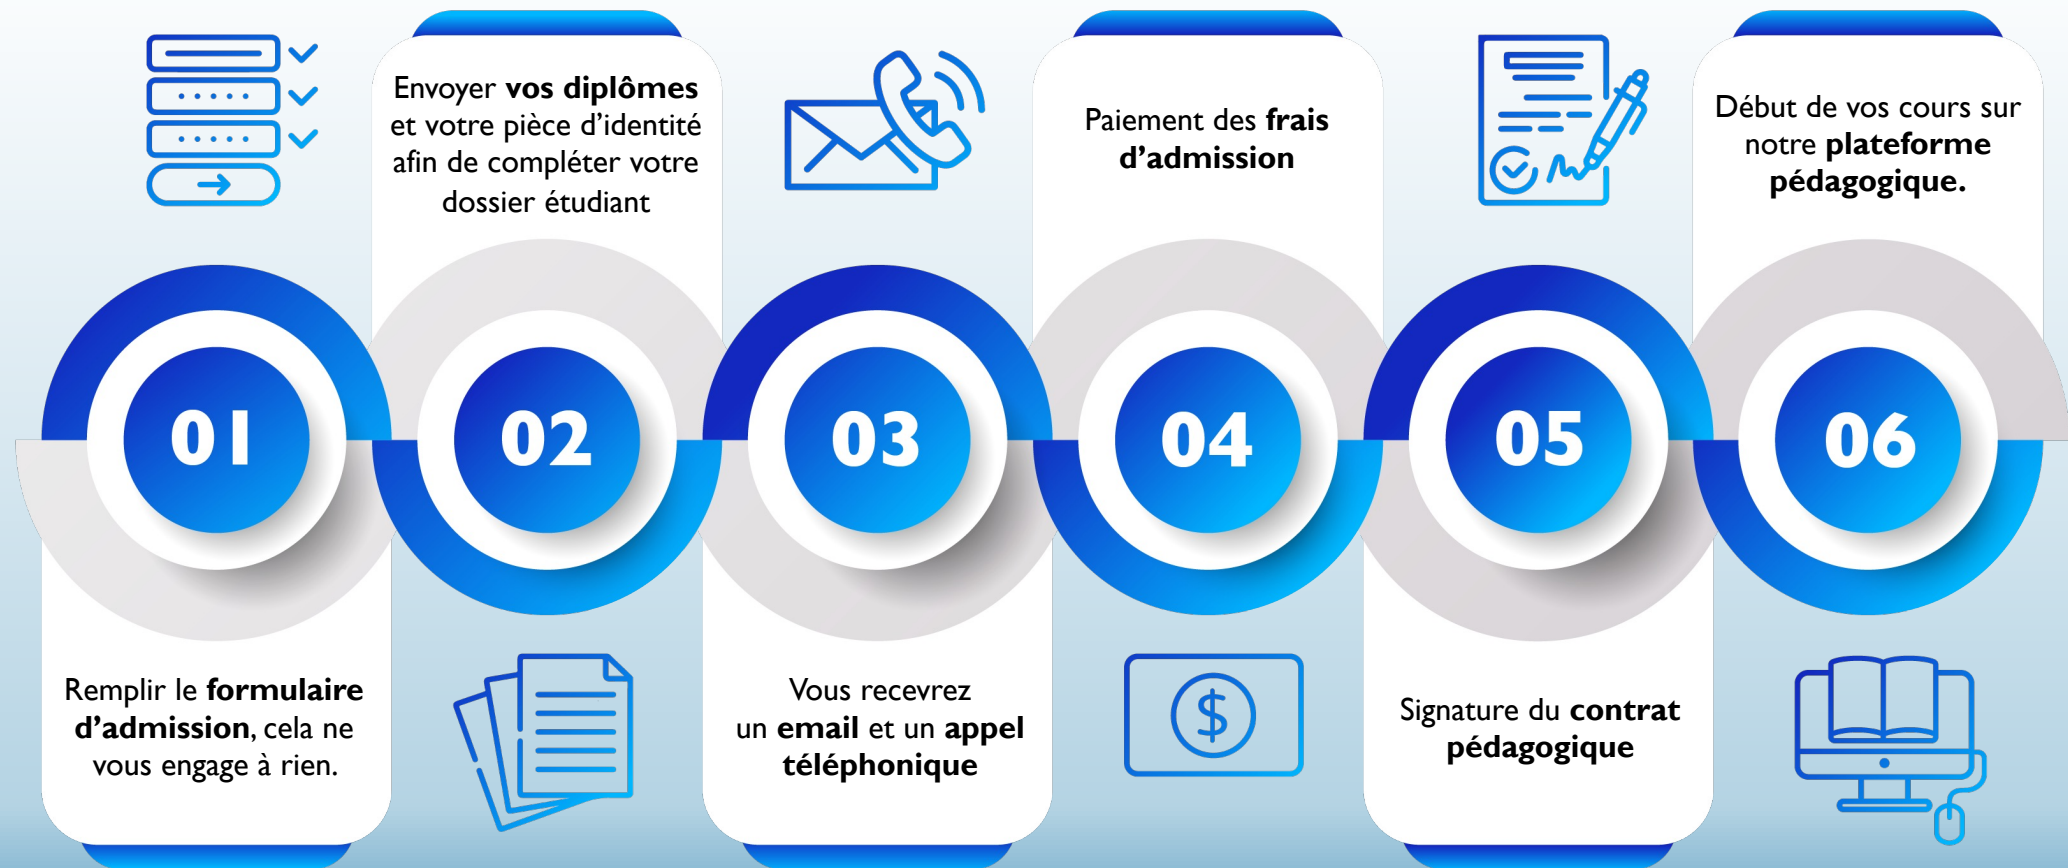 01
Remplir le formulaire
d’admission, cela ne
vous engage à rien.
02
Envoyer vos diplômes
et votre pièce d’identité
afin de compléter votre
dossier étudiant
03
Vous recevrez
un email et un appel
téléphonique
04
Paiement des frais
d’admission
$
05
Signature du contrat
pédagogique
06
Début de vos cours sur
notre plateforme
pédagogique.